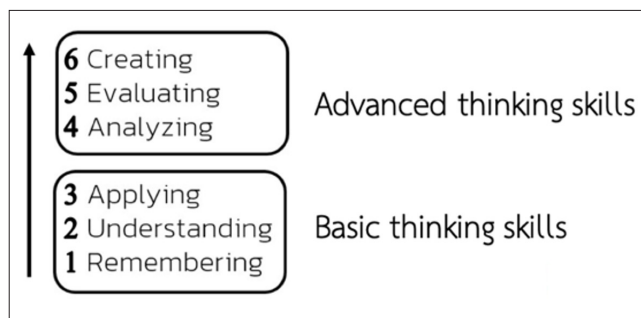 6 Creating
5 Evaluating
4 Analyzing
Advanced thinking skills
3 Applying
2 Understanding
1 Remembering
Basic thinking skills